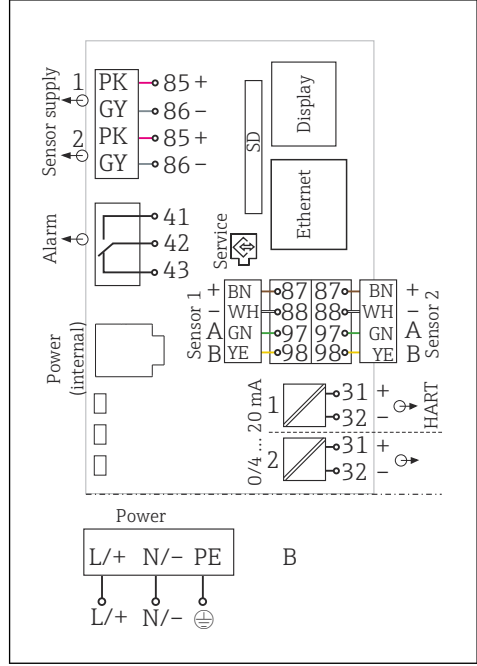 Sensor supply
1 PK 85 +
GY 86 –
2 PK 85 +
GY 86 –
SD
Display
Ethernet
Alarm
41
42
43
Service
Power
(internal)
Sensor 1
+ BN 87 87 BN +
– WH 88 88 WH –
A GN 97 97 GN A
B YE 98 98 YE B
Sensor 2
0/4 ... 20 mA
1 31 +
32 –
HART
2 31 +
32 –
Power
L/+ N/– PE
B
L/+ N/–